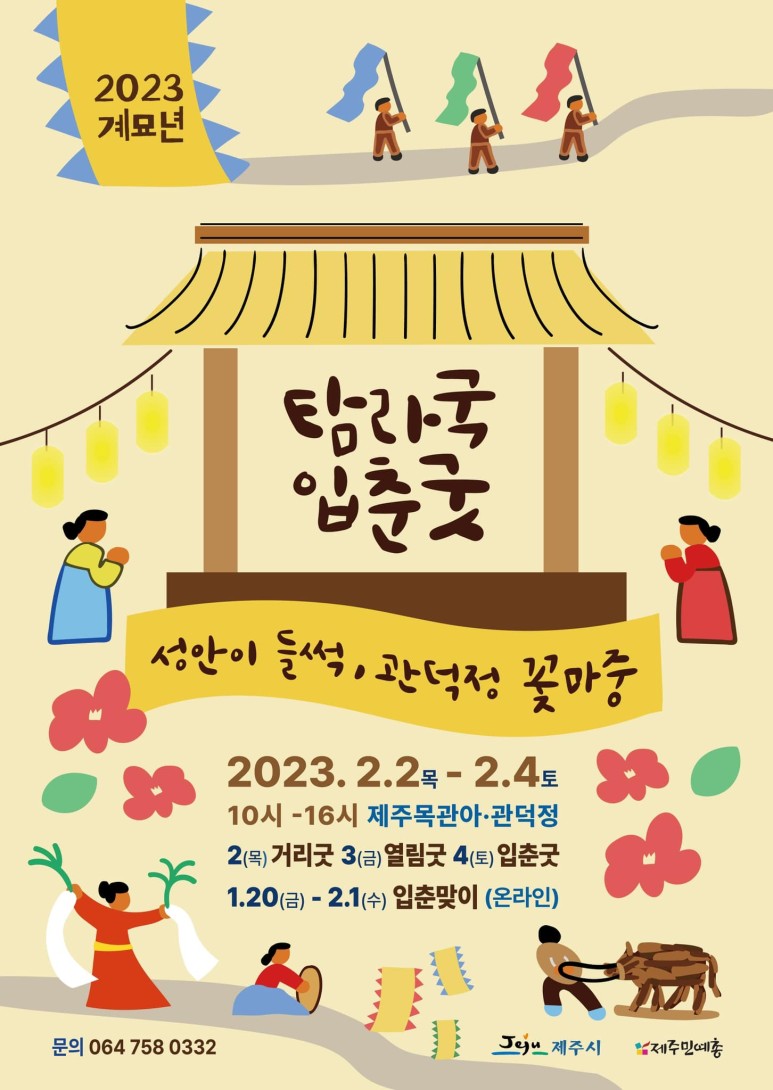 2023
계묘년
탐라국
입춘굿
성안이 들썩, 관덕정 꽃마중
2023. 2.2목 - 2.4토
10시 -16시 제주목관아·관덕정
2(목) 거리굿 3(금) 열림굿 4(토) 입춘굿
1.20(금) - 2.1(수) 입춘맞이 (온라인)
문의 064 758 0332
Jeju 제주시
제주민예총